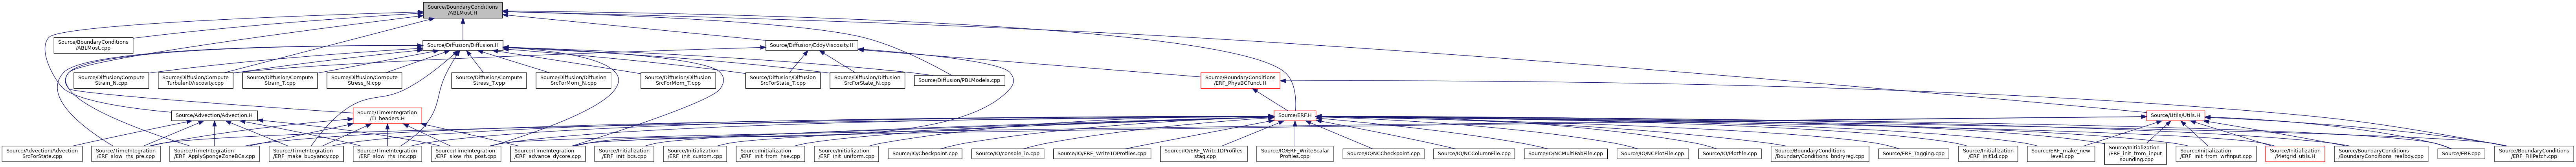 Source/BoundaryConditions
/ABLMost.H
Source/BoundaryConditions
/ABLMost.cpp
Source/Diffusion/Diffusion.H
Source/Diffusion/EddyViscosity.H
Source/Diffusion/Compute
Strain_N.cpp
Source/Diffusion/Compute
TurbulentViscosity.cpp
Source/Diffusion/Compute
Strain_T.cpp
Source/Diffusion/Compute
Stress_N.cpp
Source/Diffusion/Compute
Stress_T.cpp
Source/Diffusion/Diffusion
SrcForMom_N.cpp
Source/Diffusion/Diffusion
SrcForMom_T.cpp
Source/Diffusion/Diffusion
SrcForState_T.cpp
Source/Diffusion/Diffusion
SrcForState_N.cpp
Source/Diffusion/PBLModels.cpp
Source/BoundaryConditions
/ERF_PhysBCFunct.H
Source/Advection/Advection.H
Source/TimeIntegration
/TI_headers.H
Source/ERF.H
Source/Utils/Utils.H
Source/Advection/Advection
SrcForState.cpp
Source/TimeIntegration
/ERF_slow_rhs_pre.cpp
Source/TimeIntegration
/ERF_ApplySpongeZoneBCs.cpp
Source/TimeIntegration
/ERF_make_buoyancy.cpp
Source/TimeIntegration
/ERF_slow_rhs_inc.cpp
Source/TimeIntegration
/ERF_slow_rhs_post.cpp
Source/TimeIntegration
/ERF_advance_dycore.cpp
Source/Initialization
/ERF_init_bcs.cpp
Source/Initialization
/ERF_init_custom.cpp
Source/Initialization
/ERF_init_from_hse.cpp
Source/Initialization
/ERF_init_uniform.cpp
Source/IO/Checkpoint.cpp
Source/IO/console_io.cpp
Source/IO/ERF_Write1DProfiles.cpp
Source/IO/ERF_Write1DProfiles
_stag.cpp
Source/IO/ERF_WriteScalar
Profiles.cpp
Source/IO/NCCheckpoint.cpp
Source/IO/NCColumnFile.cpp
Source/IO/NCMultiFabFile.cpp
Source/IO/NCPlotFile.cpp
Source/IO/Plotfile.cpp
Source/BoundaryConditions
/BoundaryConditions_bndryreg.cpp
Source/ERF_Tagging.cpp
Source/Initialization
/ERF_init1d.cpp
Source/ERF_make_new
_level.cpp
Source/Initialization
/ERF_init_from_input
_sounding.cpp
Source/Initialization
/ERF_init_from_wrfinput.cpp
Source/Initialization
/Metgrid_utils.H
Source/BoundaryConditions
/BoundaryConditions_realbdy.cpp
Source/ERF.cpp
Source/BoundaryConditions
/ERF_FillPatch.cpp